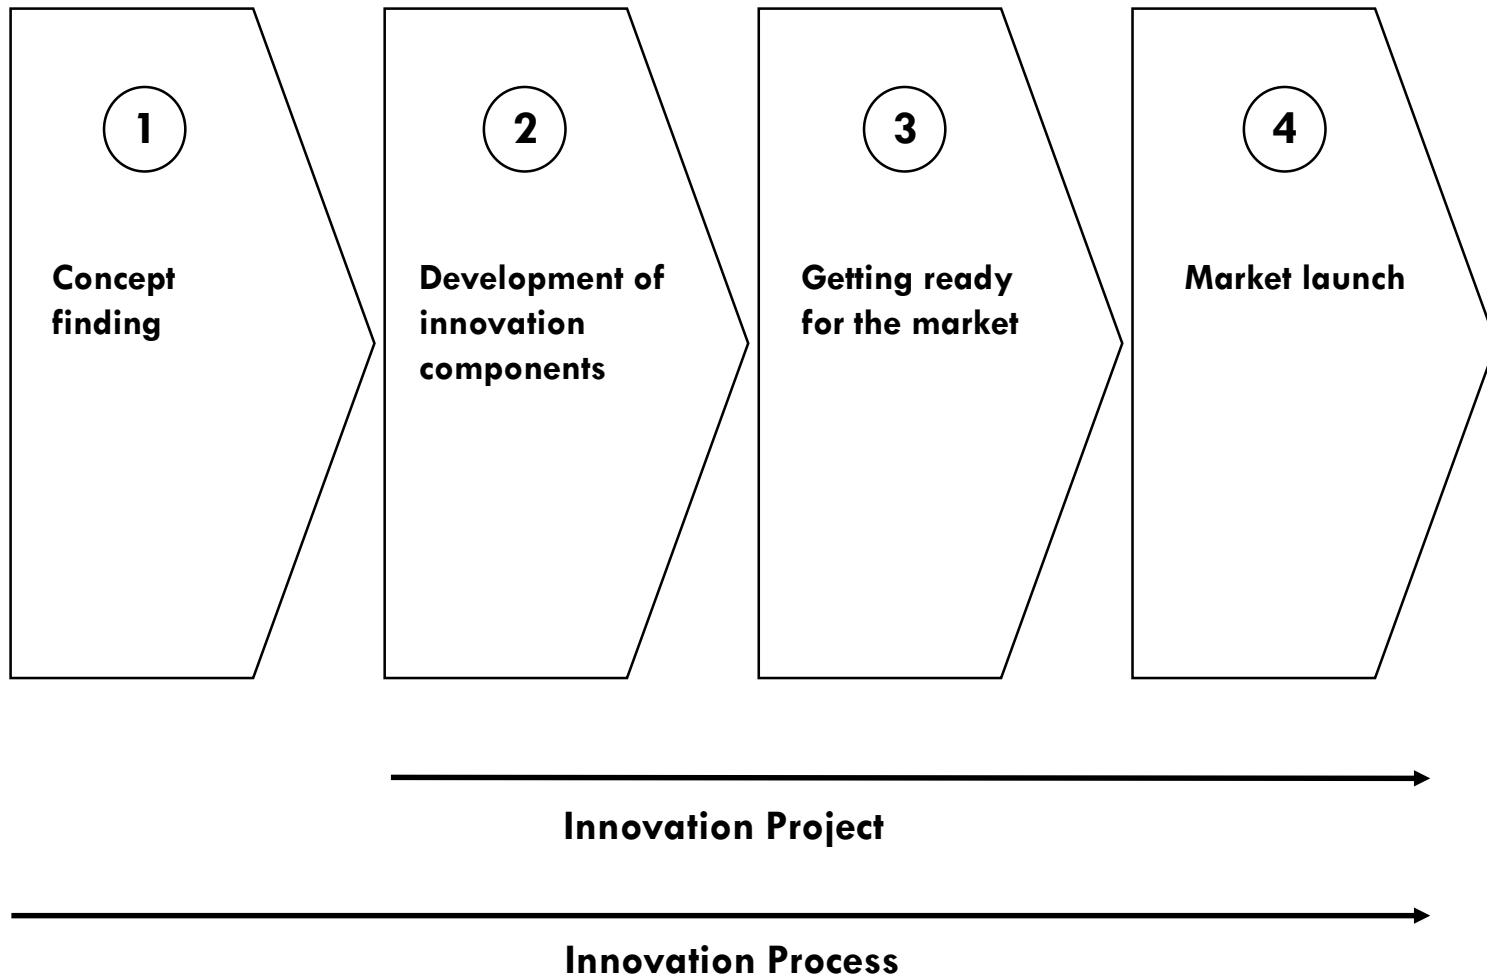 1
2
3
4
Concept
finding
Development of
innovation
components
Getting ready
for the market
Market launch
Innovation Project
Innovation Process